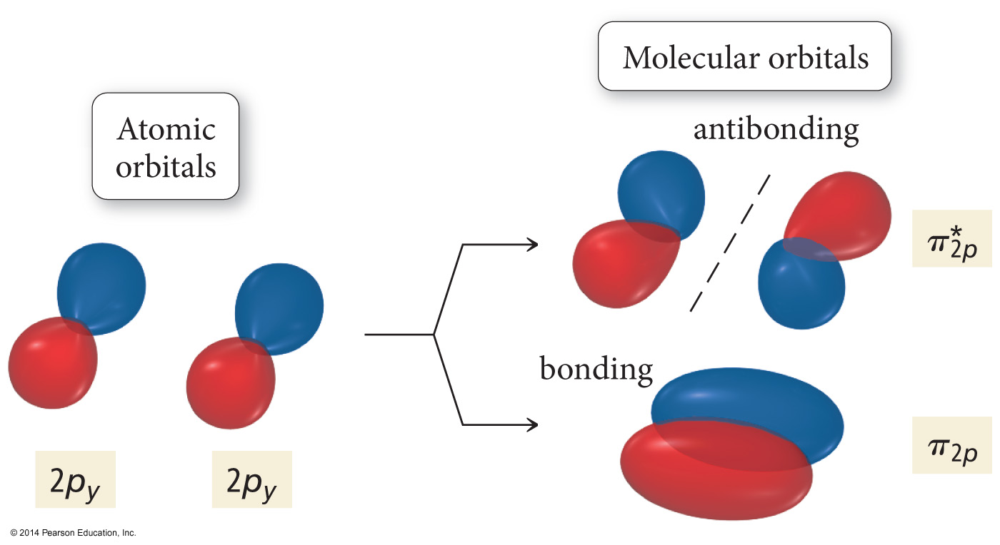 Molecular orbitals
Atomic
orbitals
antibonding
π*2p
bonding
π2p
2py
2py
© 2014 Pearson Education, Inc.